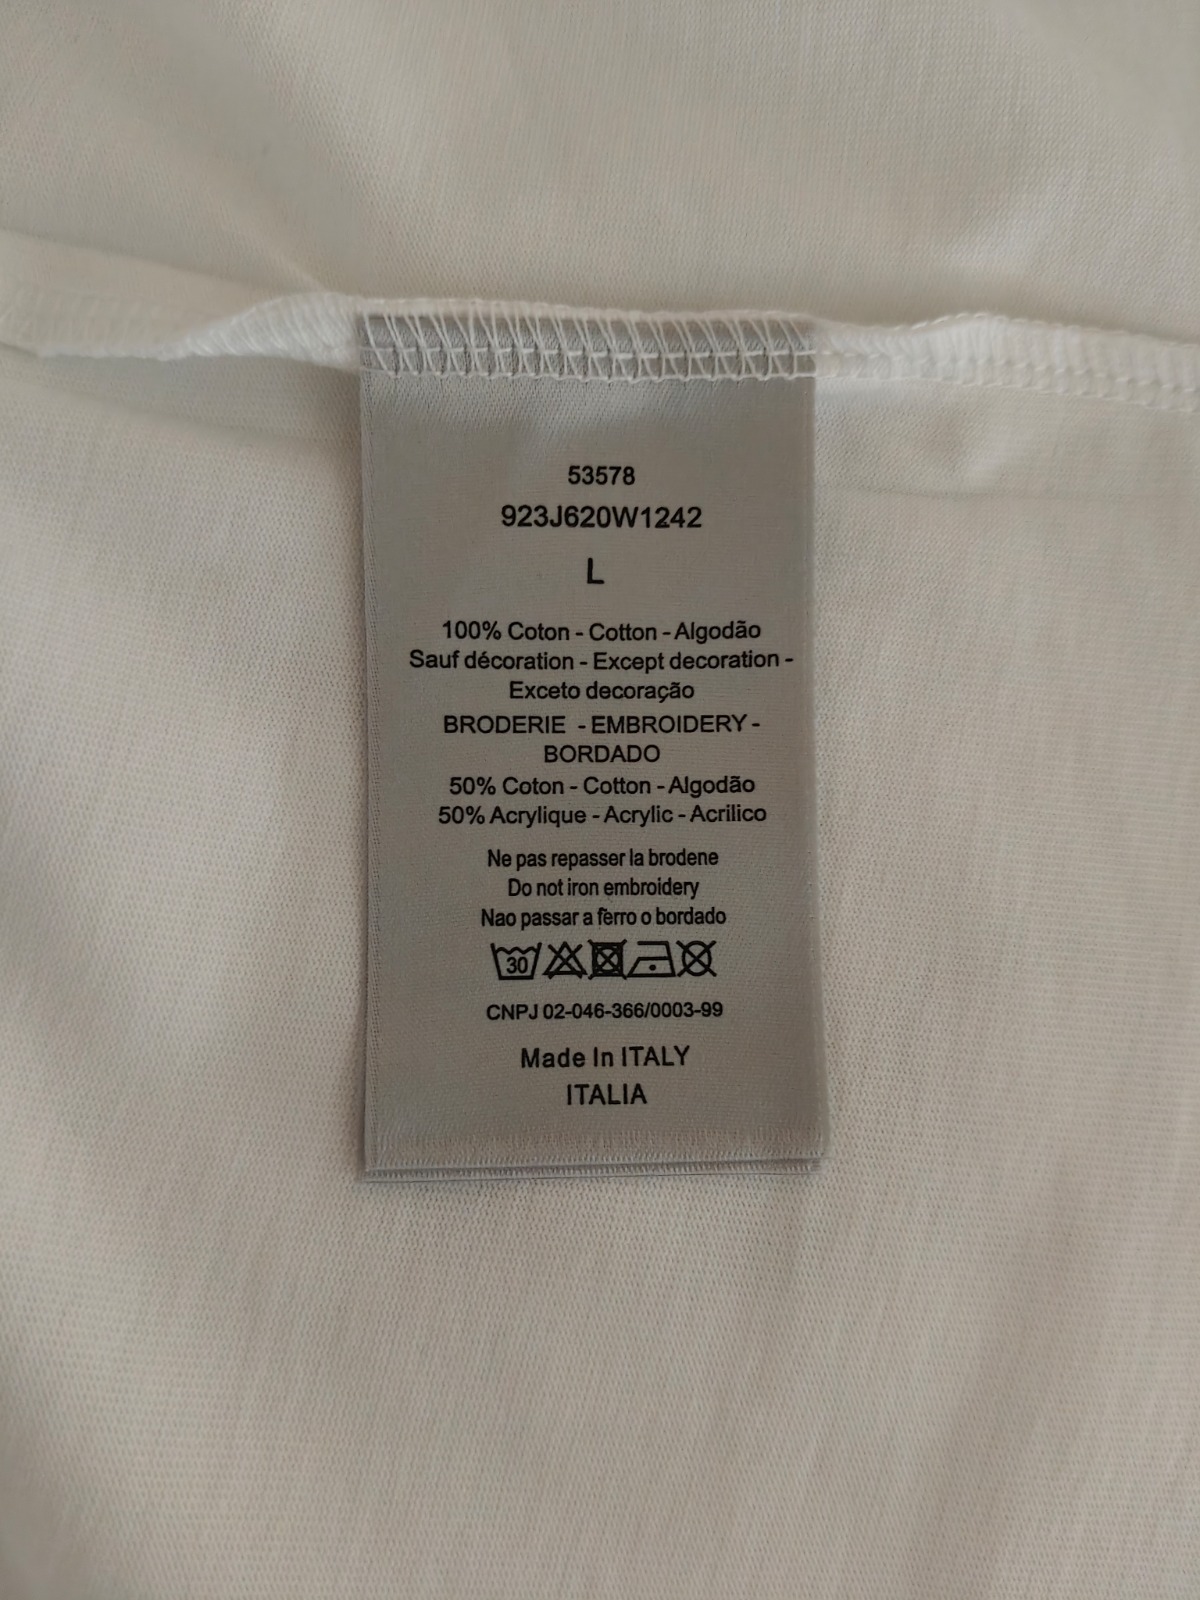 53578
923J620W1242
L
100% Coton - Cotton - Algodão
Sauf décoration - Except decoration -
Exceto decoração
BRODERIE - EMBROIDERY -
BORDADO
50% Coton - Cotton - Algodão
50% Acrylique - Acrylic - Acrilico
Ne pas repasser la brodene
Do not iron embroidery
Nao passar a ferro o bordado
30
CNPJ 02-046-366/0003-99
Made In ITALY
ITALIA